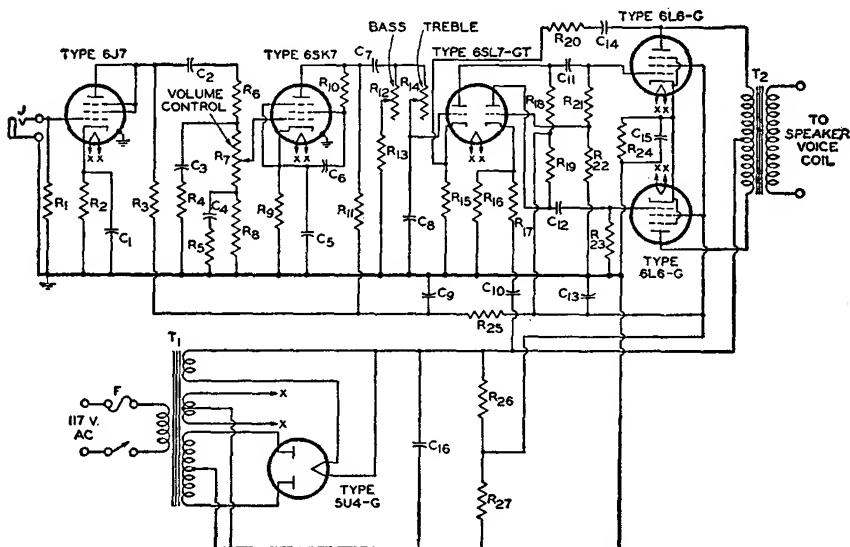 BASS
TREBLE
TYPE 6L6-G
TYPE 6J7
TYPE 6SK7
TYPE 6SL7-GT
C2
C7
R20
C14
T2
VOLUME CONTROL
R6
R10
R12
R14
R18
C11
R21
J
X X
X X
X X
C15
R24
C3
R7
C6
R13
R19
R22
X X
TO SPEAKER VOICE COIL
R1
R2
R3
R4
C4
R9
R11
C8
R15
R16
R17
C12
R23
C1
R5
R8
C5
TYPE 6L6-G
C9
C10
C13
R25
T1
F
X
R26
117 V. AC
X
C16
TYPE 5U4-G
R27